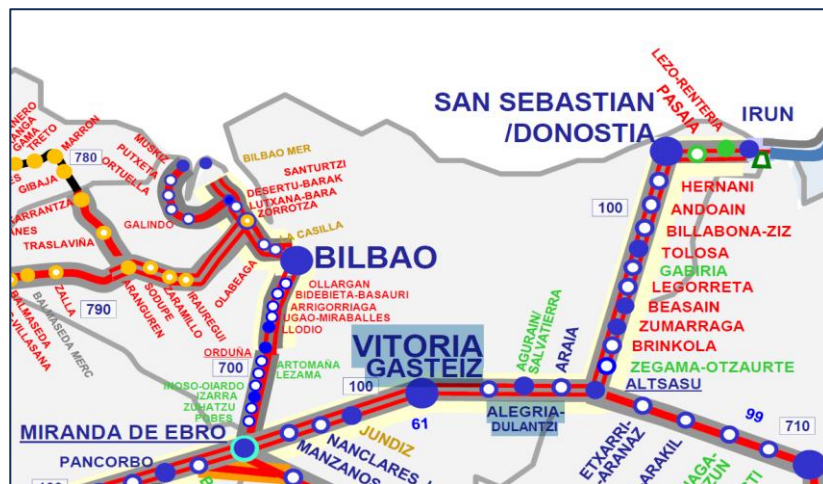 SAN SEBASTIAN
/DONOSTIA
IRUN
LEZO-RENTERIA
PASAIA
HERNANI
100
ANDOAIN
BILLABONA-ZIZ
TOLOSA
GABIRIA
LEGORRETA
BEASAIN
ZUMARRAGA
BRINKOLA
ZEGAMA-OTZAURTE
ALTSASU
TRETO
MARRON
780
GIBAJA
TRASLAVIÑA
MUSKIZ
PUTXETA
ORTUELLA
GALINDO
BILBAO MER
SANTURTZI
DESERTU-BARAK
LUTXANA-BARA
ZORROTZA
LA CASILLA
BILBAO
OLABEAGA
790
BALMASEDA
BALMASEDA MERC
ZALLA
ARANGUREN
SODUPE
ZARAMILLO
IRAUREGUI
OLLARGAN
BIDEBIETA-BASAURI
ARRIGORRIAGA
UGAO-MIRABALLES
LLODIO
ORDUÑA
700
ARTOMAÑA
LEZAMA
INOSO-OIARDO
IZARRA
ZUHATZU
POBES
MIRANDA DE EBRO
PANCORBO
100
VITORIA
GASTEIZ
61
JUNDIZ
NANCLARES
MANZANOS
AGURAIN/
SALVATIERRA
ARAIA
ALEGRIA-
DULANTZI
99
710
ETXARRI-
-ARANAZ
ARAKIL